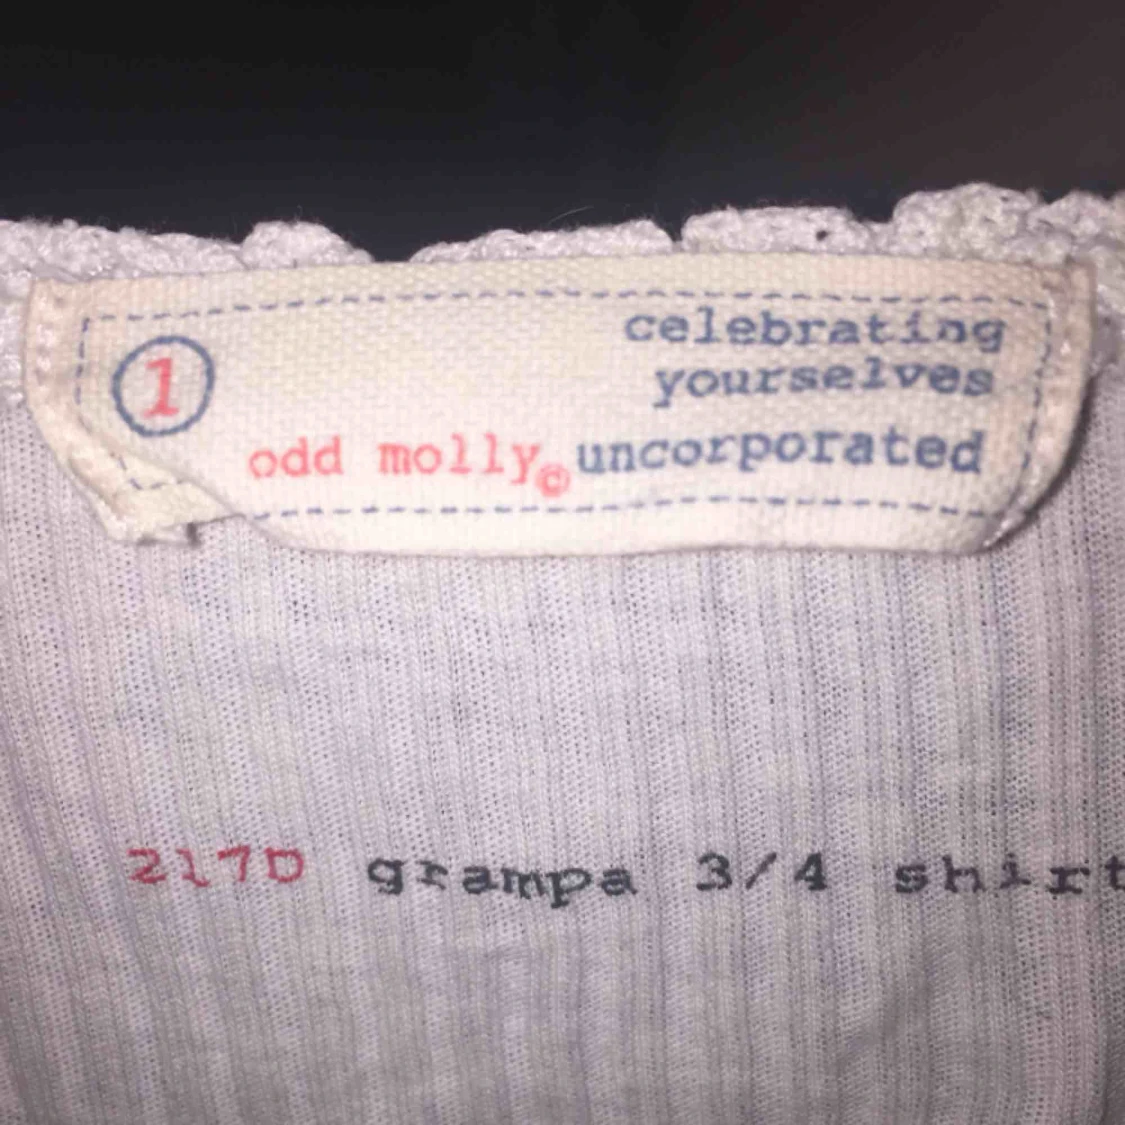 celebrating
yourselves
1
odd molly© uncorporated
217D grampa 3/4 shirt